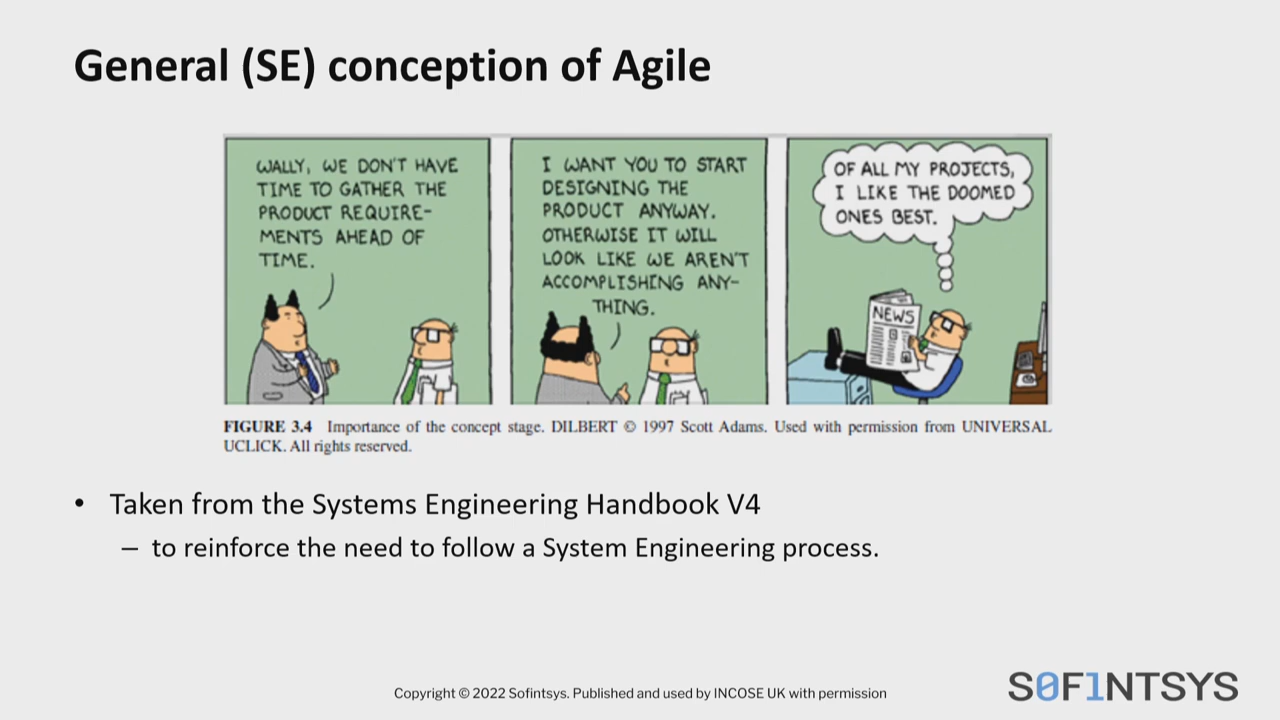 General (SE) conception of Agile
WALLY, WE DON'T HAVE
TIME TO GATHER THE
PRODUCT REQUIRE-
MENTS AHEAD OF
TIME.
I WANT YOU TO START
DESIGNING THE
PRODUCT ANYWAY.
OTHERWISE IT WILL
LOOK LIKE WE AREN'T
ACCOMPLISHING ANY-
THING.
OF ALL MY PROJECTS,
I LIKE THE DOOMED
ONES BEST.
NEWS
FIGURE 3.4 Importance of the concept stage. DILBERT © 1997 Scott Adams. Used with permission from UNIVERSAL
UCLICK. All rights reserved.
• Taken from the Systems Engineering Handbook V4
– to reinforce the need to follow a System Engineering process.
Copyright © 2022 Sofintsys. Published and used by INCOSE UK with permission
S0F1NTSYS